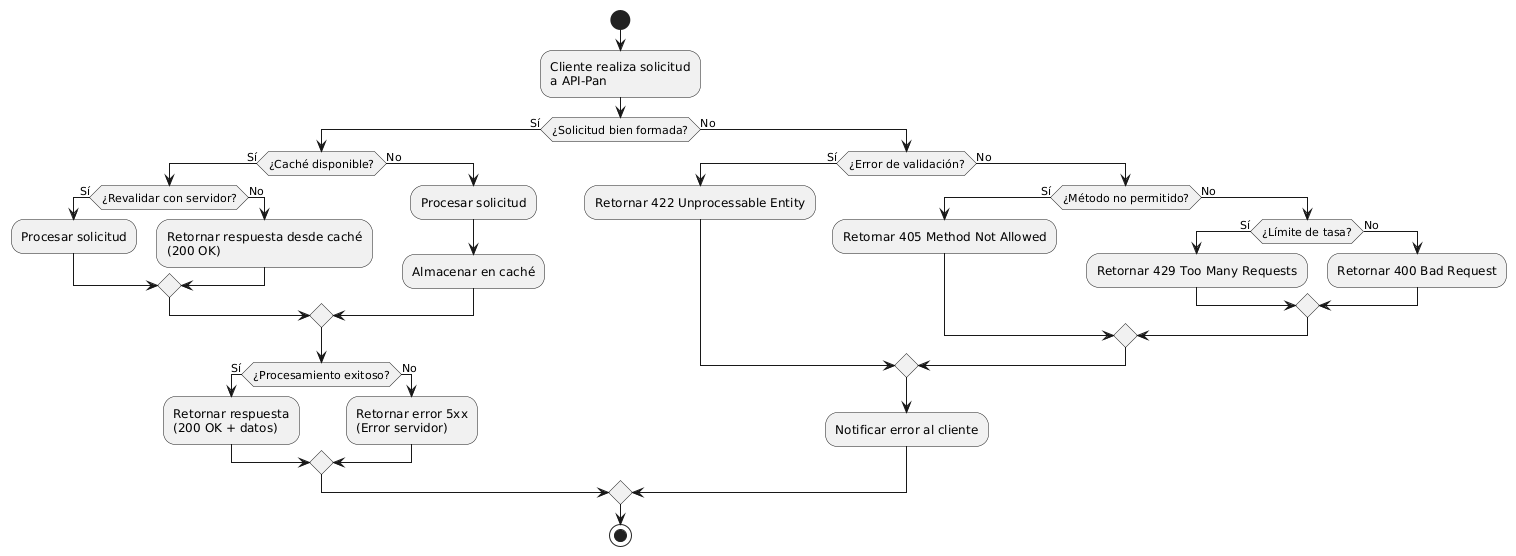 Cliente realiza solicitud
a API-Pan
¿Solicitud bien formada?
Sí
No
¿Caché disponible?
Sí
No
¿Revalidar con servidor?
Sí
No
Procesar solicitud
Retornar respuesta desde caché
(200 OK)
Procesar solicitud
Almacenar en caché
¿Procesamiento exitoso?
Sí
No
Retornar respuesta
(200 OK + datos)
Retornar error 5xx
(Error servidor)
¿Error de validación?
Sí
No
Retornar 422 Unprocessable Entity
¿Método no permitido?
Sí
No
Retornar 405 Method Not Allowed
¿Límite de tasa?
Sí
No
Retornar 429 Too Many Requests
Retornar 400 Bad Request
Notificar error al cliente